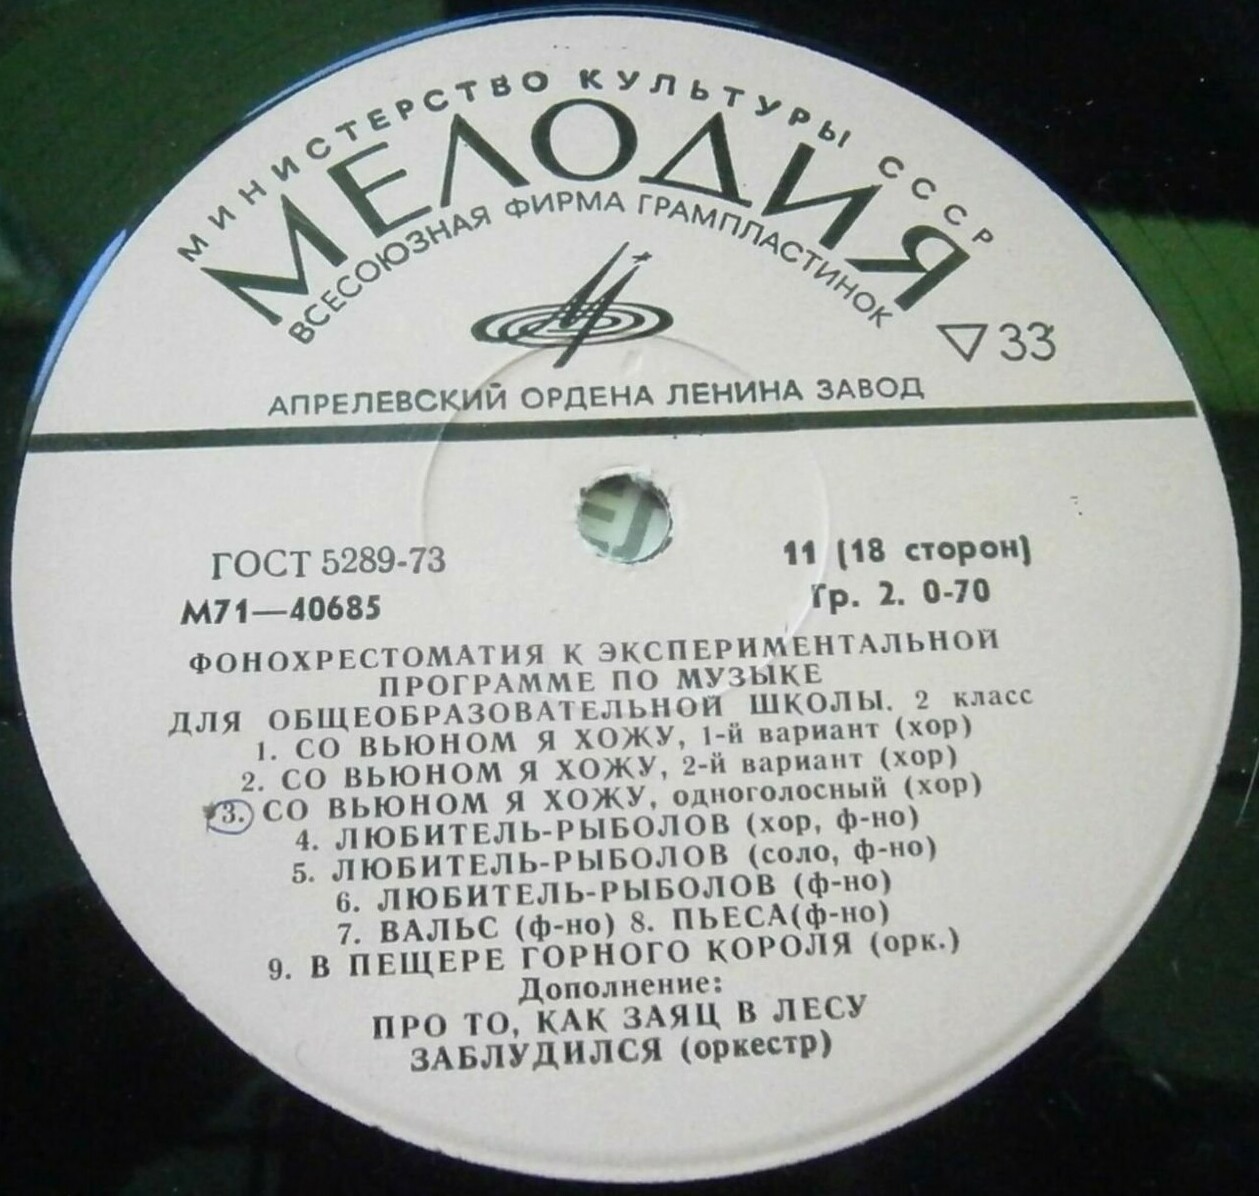 МИНИСТЕРСТВО КУЛЬТУРЫ СССР
МЕЛОДИЯ
ВСЕСОЮЗНАЯ ФИРМА ГРАМПЛАСТИНОК
▽33
АПРЕЛЕВСКИЙ ОРДЕНА ЛЕНИНА ЗАВОД
ГОСТ 5289-73
11 (18 сторон)
М71—40685
Гр. 2. 0-70
ФОНОХРЕСТОМАТИЯ К ЭКСПЕРИМЕНТАЛЬНОЙ
ПРОГРАММЕ ПО МУЗЫКЕ
ДЛЯ ОБЩЕОБРАЗОВАТЕЛЬНОЙ ШКОЛЫ. 2 класс
1. СО ВЬЮНОМ Я ХОЖУ, 1-й вариант (хор)
2. СО ВЬЮНОМ Я ХОЖУ, 2-й вариант (хор)
3. СО ВЬЮНОМ Я ХОЖУ, одноголосный (хор)
4. ЛЮБИТЕЛЬ-РЫБОЛОВ (хор, ф-но)
5. ЛЮБИТЕЛЬ-РЫБОЛОВ (соло, ф-но)
6. ЛЮБИТЕЛЬ-РЫБОЛОВ (ф-но)
7. ВАЛЬС (ф-но) 8. ПЬЕСА(ф-но)
9. В ПЕЩЕРЕ ГОРНОГО КОРОЛЯ (орк.)
Дополнение:
ПРО ТО, КАК ЗАЯЦ В ЛЕСУ
ЗАБЛУДИЛСЯ (оркестр)